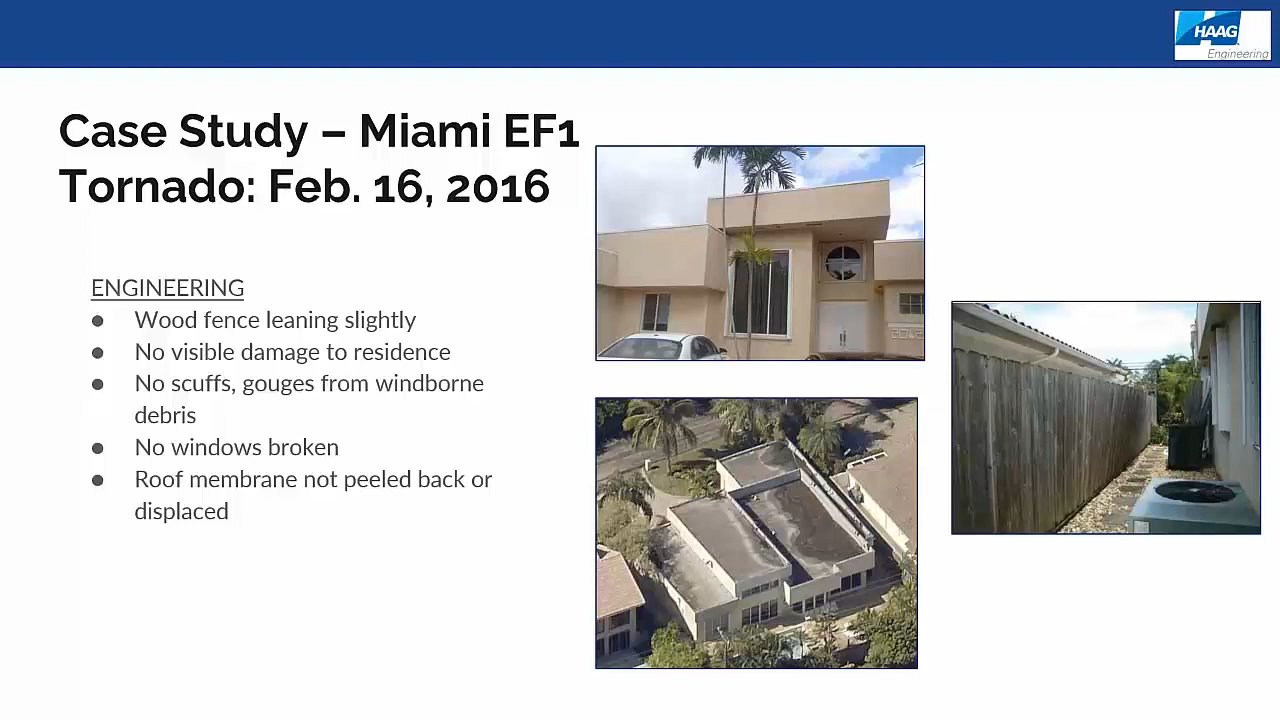 HAAG
Engineering
Case Study – Miami EF1
Tornado: Feb. 16, 2016
ENGINEERING
● Wood fence leaning slightly
● No visible damage to residence
● No scuffs, gouges from windborne
debris
● No windows broken
● Roof membrane not peeled back or
displaced